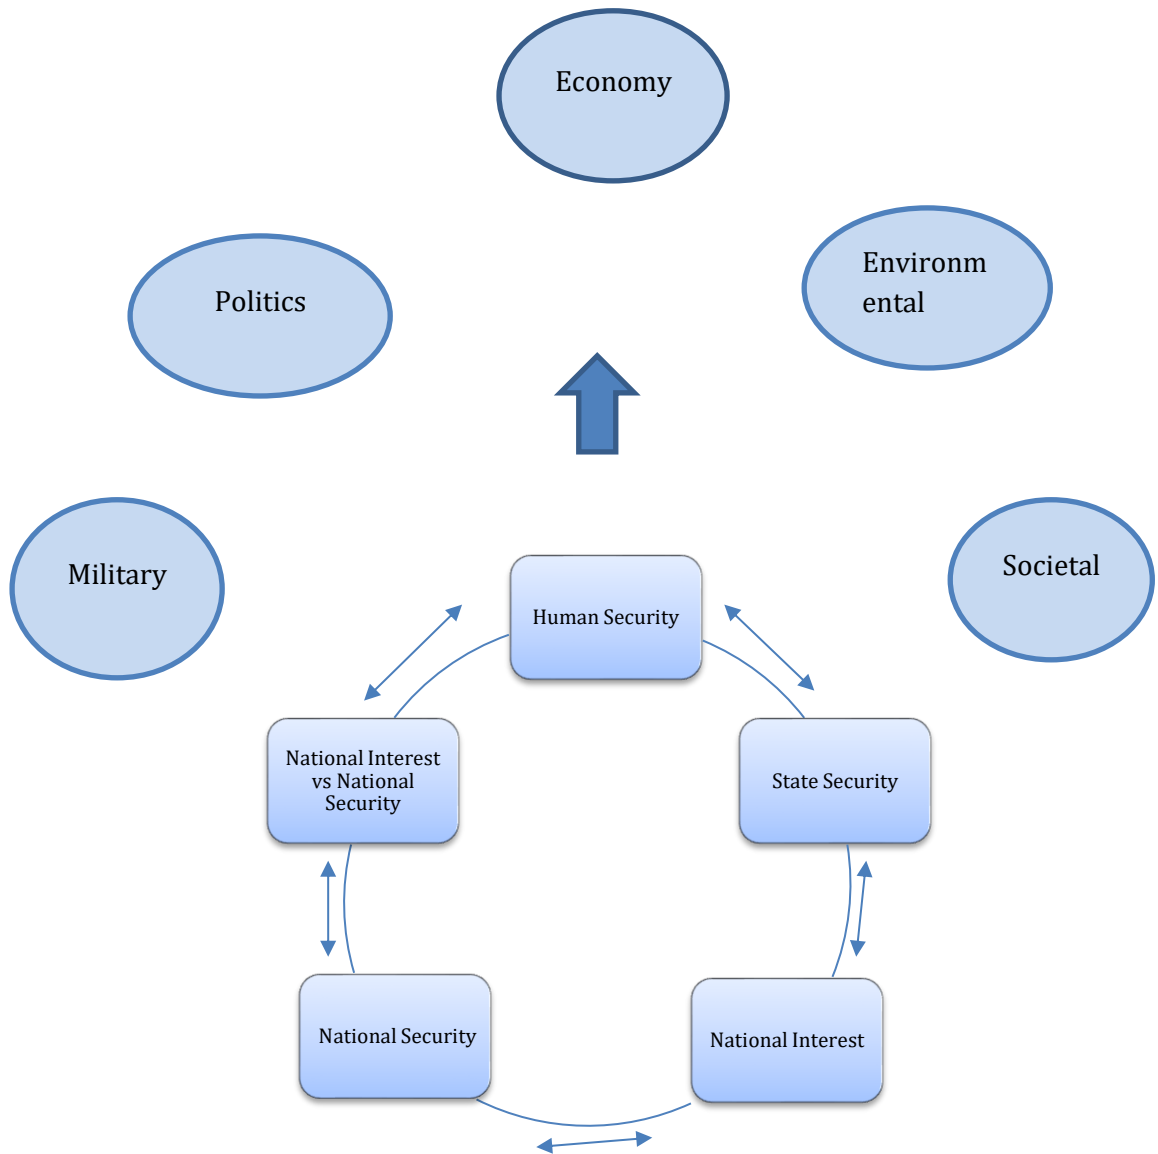 Economy
Environm
ental
Politics
Military
Societal
Human Security
National Interest
vs National
Security
State Security
National Security
National Interest